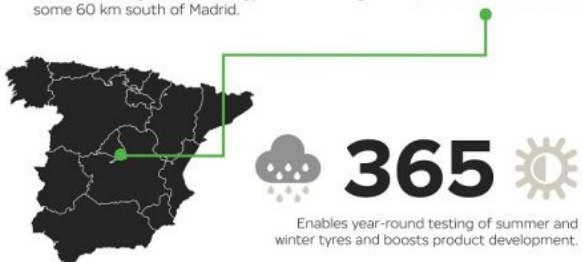 some 60 km south of Madrid.
365
Enables year-round testing of summer and
winter tyres and boosts product development.